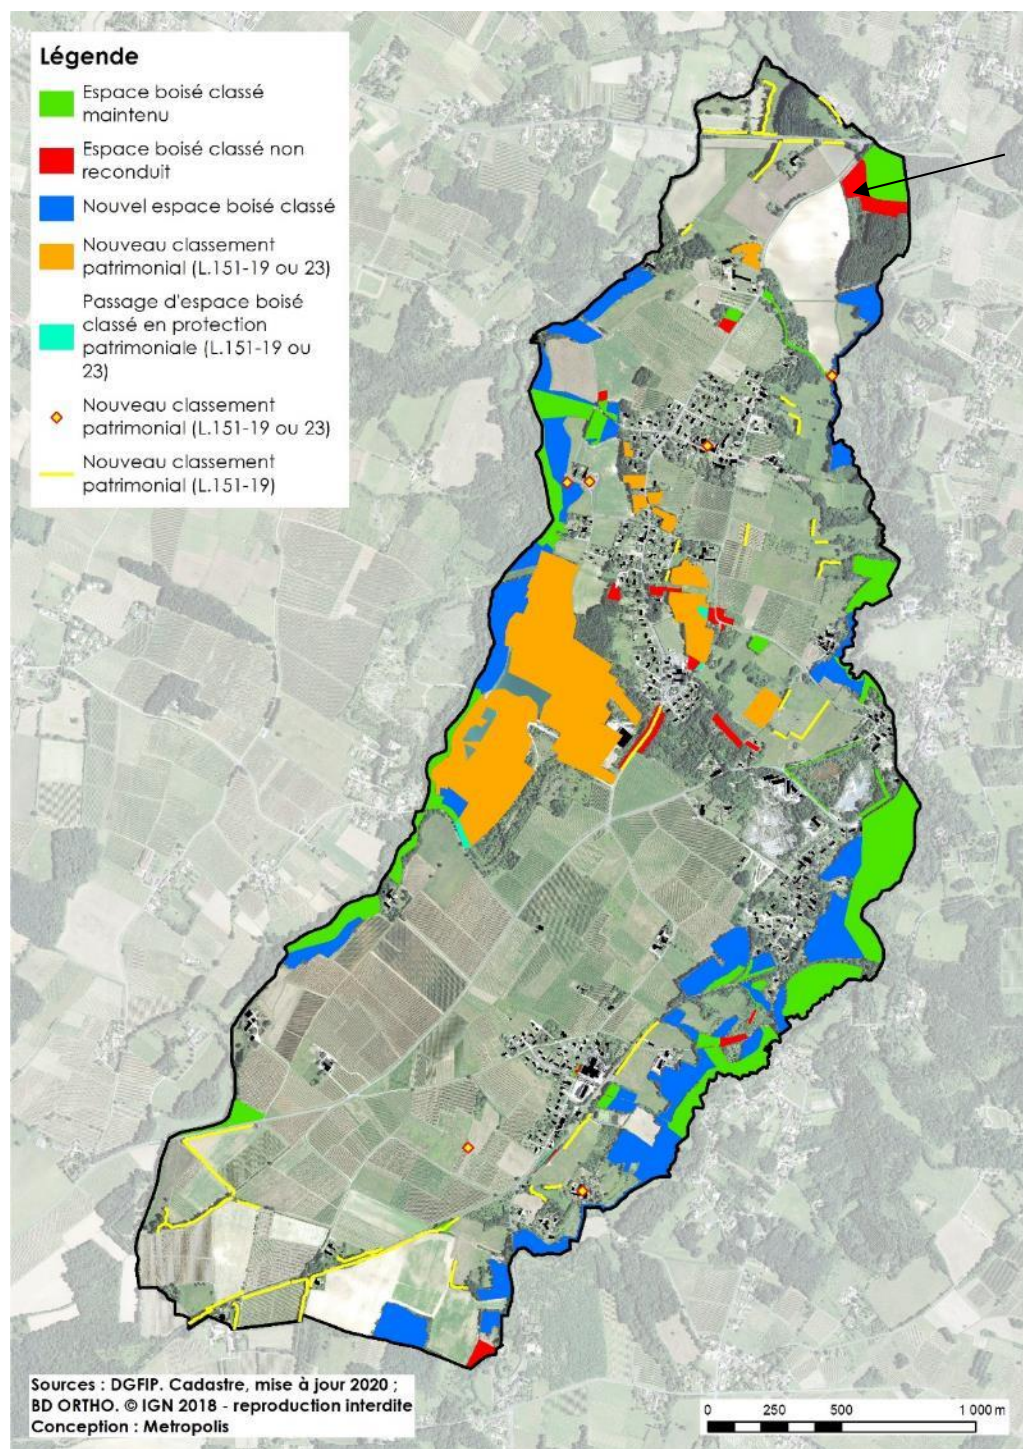 Légende
Espace boisé classé
maintenu
Espace boisé classé non
reconduit
Nouvel espace boisé classé
Nouveau classement
patrimonial (L.151-19 ou 23)
Passage d'espace boisé
classé en protection
patrimoniale (L.151-19 ou
23)
Nouveau classement
patrimonial (L.151-19 ou 23)
Nouveau classement
patrimonial (L.151-19)
Sources : DGFIP. Cadastre, mise à jour 2020 ;
BD ORTHO. © IGN 2018 - reproduction interdite
Conception : Metropolis
0 250 500 1 000 m